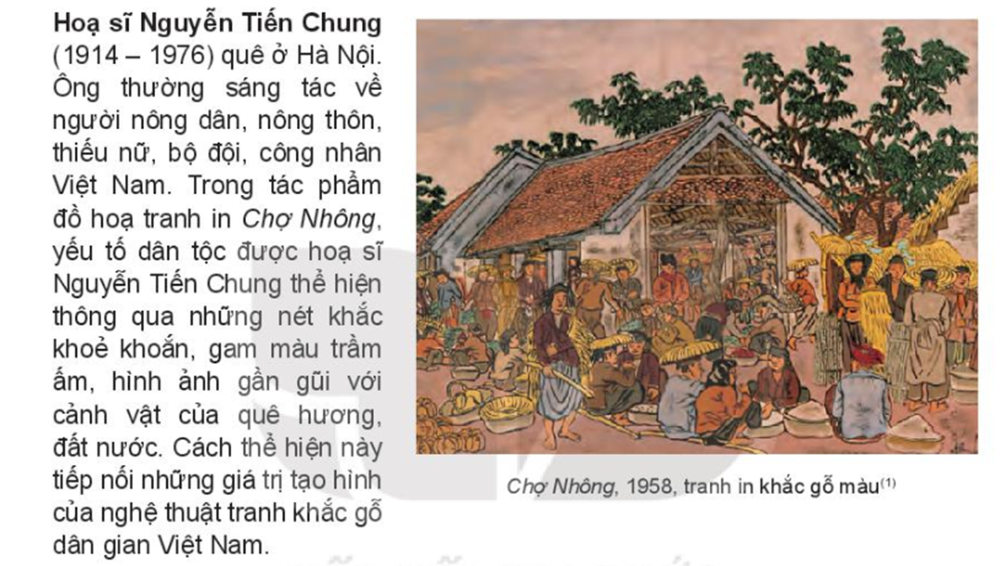 Hoạ sĩ Nguyễn Tiến Chung
(1914 – 1976) quê ở Hà Nội.
Ông thường sáng tác về
người nông dân, nông thôn,
thiếu nữ, bộ đội, công nhân
Việt Nam. Trong tác phẩm
đồ hoạ tranh in Chợ Nhông,
yếu tố dân tộc được hoạ sĩ
Nguyễn Tiến Chung thể hiện
thông qua những nét khắc
khoẻ khoắn, gam màu trầm
ấm, hình ảnh gần gũi với
cảnh vật của quê hương,
đất nước. Cách thể hiện này
tiếp nối những giá trị tạo hình
của nghệ thuật tranh khắc gỗ
dân gian Việt Nam.
Chợ Nhông, 1958, tranh in khắc gỗ màu(1)